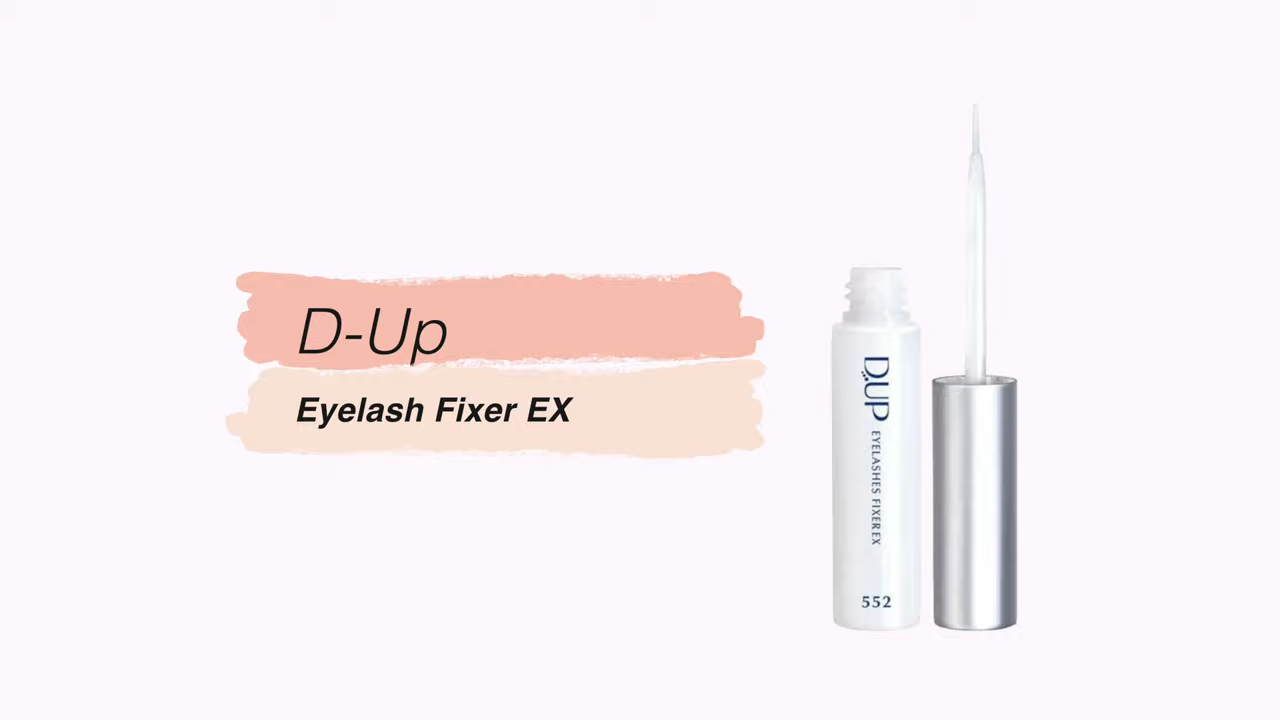 D-Up
Eyelash Fixer EX
D.UP
EYELASHES FIXER EX
552